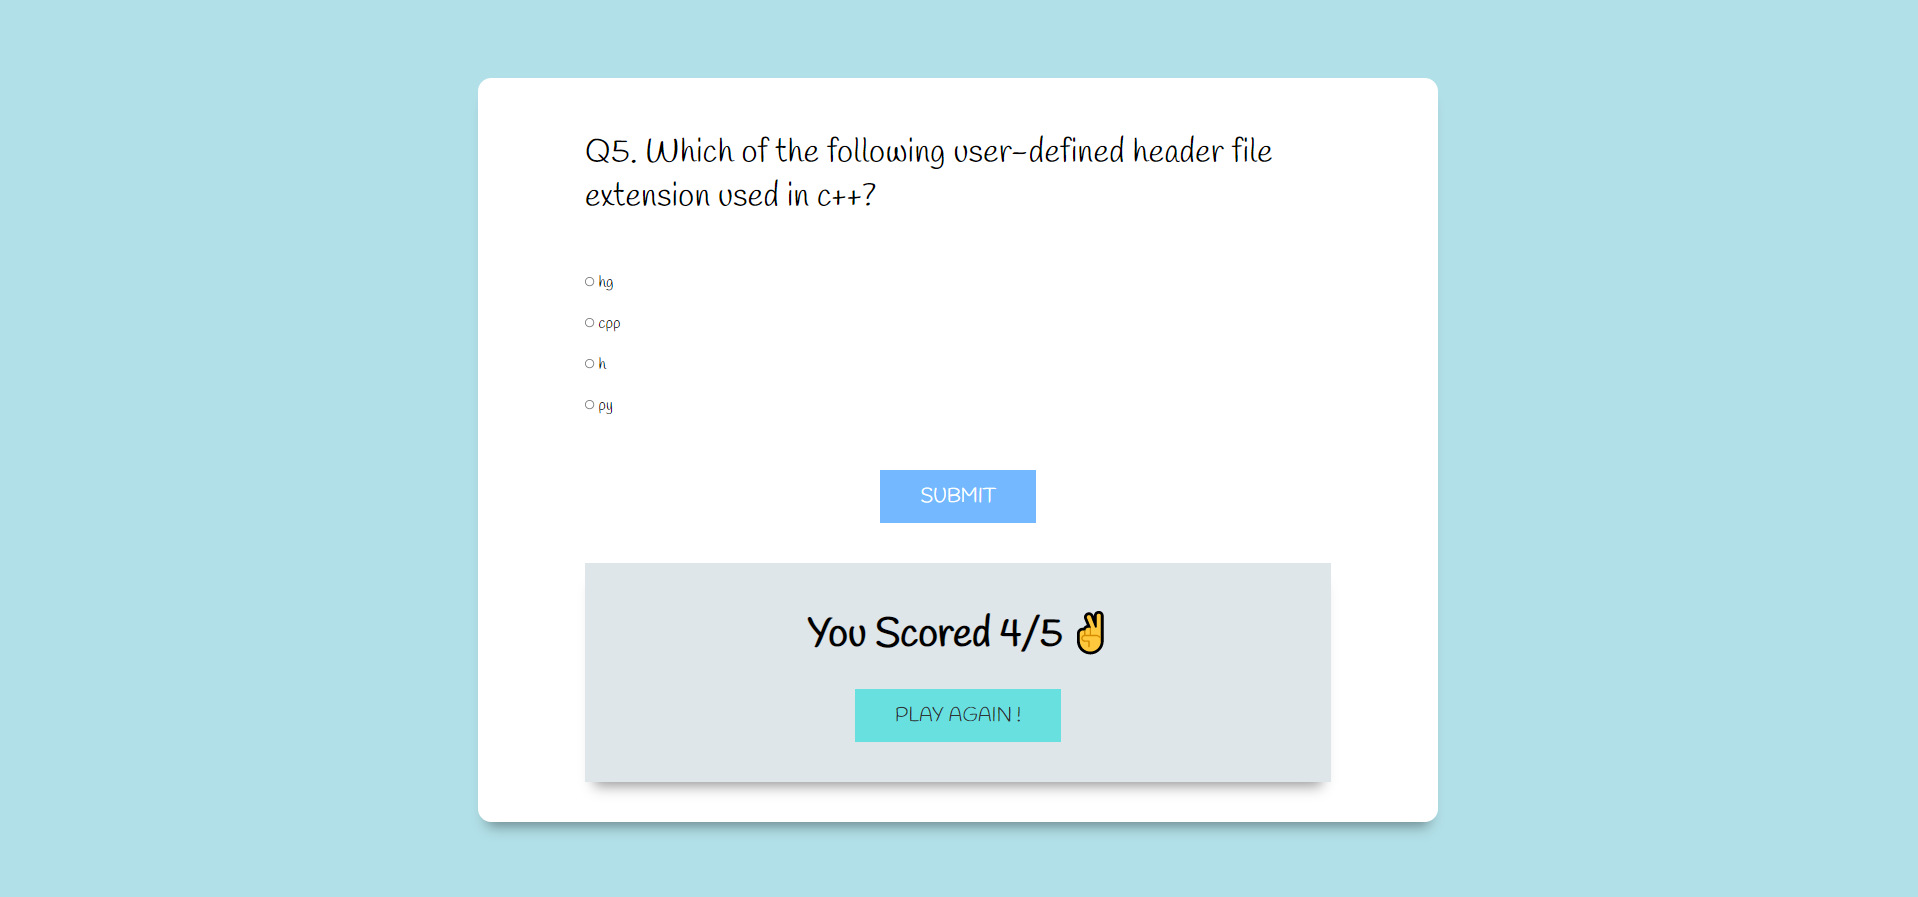 Q5. Which of the following user-defined header file
extension used in c++?
hg
cpp
h
py
SUBMIT
You Scored 4/5 ✌
PLAY AGAIN !